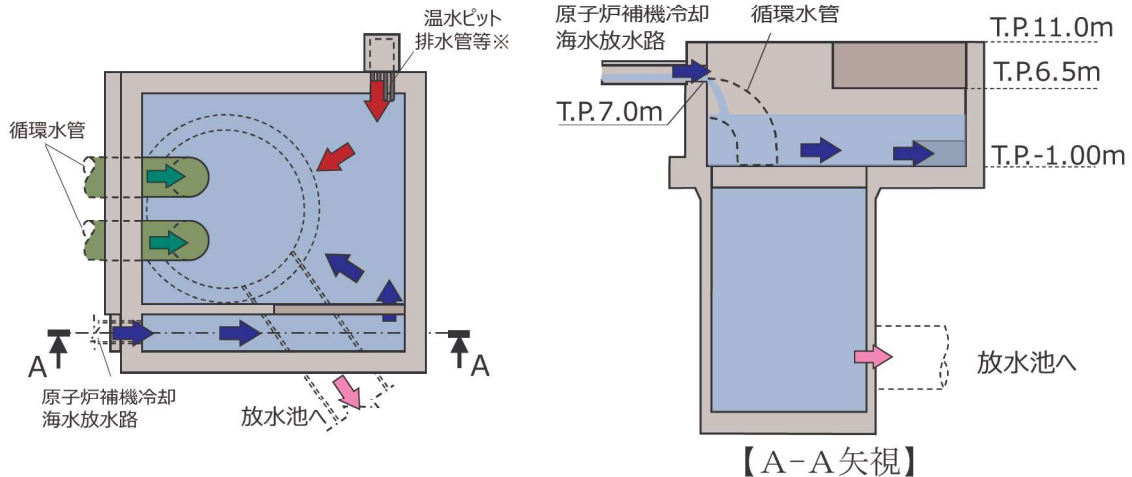 温水ピット
排水管等※
循環水管
A
A
原子炉補機冷却
海水放水路
放水池へ
原子炉補機冷却
海水放水路
循環水管
T.P.11.0m
T.P.6.5m
T.P.7.0m
T.P.-1.00m
放水池へ
【A-A矢視】